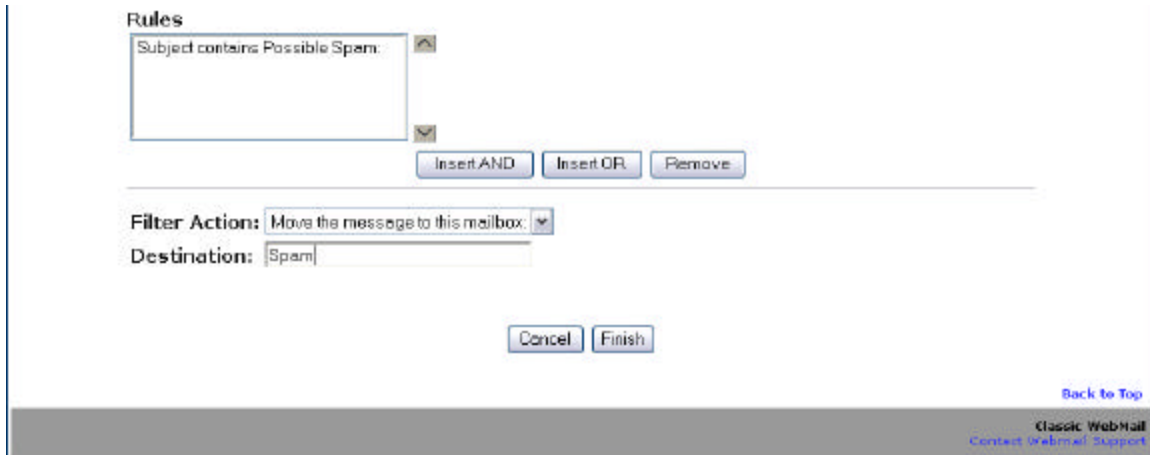 Rules
Subject contains Possible Spam:
Insert AND Insert OR Remove
Filter Action: Move the message to this mailbox:
Destination: Spam
Cancel Finish
Back to Top
Classic WebMail
Contact Webmail Support